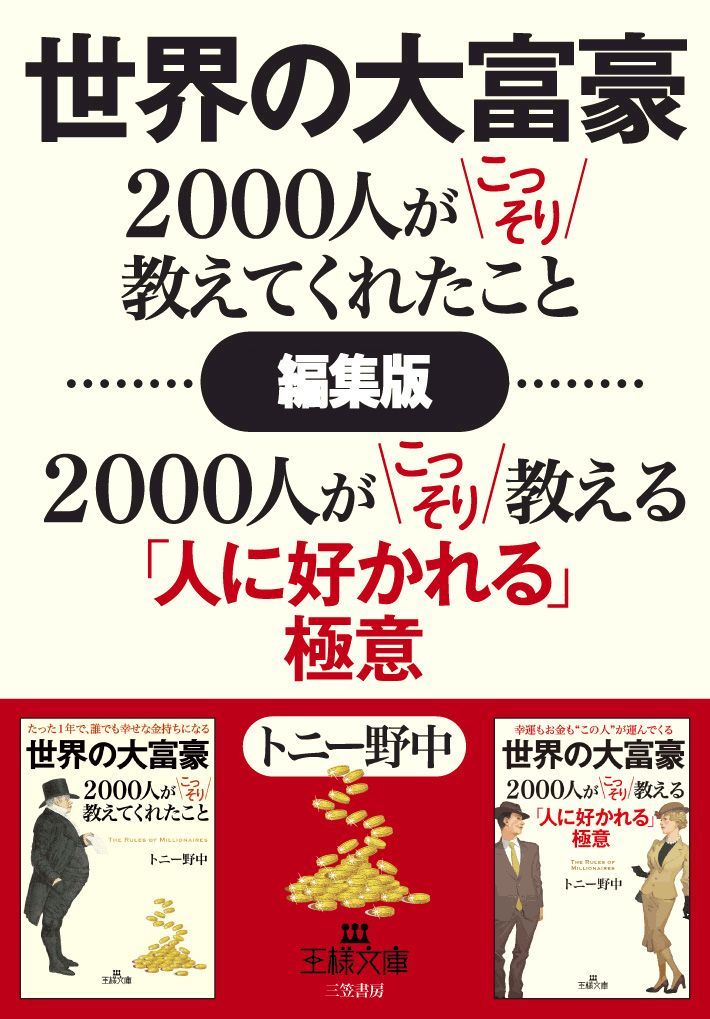 世界の大富豪
2000人がこっそり
教えてくれたこと
編集版
2000人がこっそり教える
「人に好かれる」
極意
トニー野中
王様文庫
三笠書房
たった1年で、誰でも幸せな金持ちになる
世界の大富豪
2000人がこっそり
教えてくれたこと
THE RULES OF MILLIONAIRES
トニー野中
王様文庫
幸運もお金も“この人”が運んでくる
世界の大富豪
2000人がこっそり教える
「人に好かれる」
極意
THE RULES OF
MILLIONAIRES
トニー野中
王様文庫